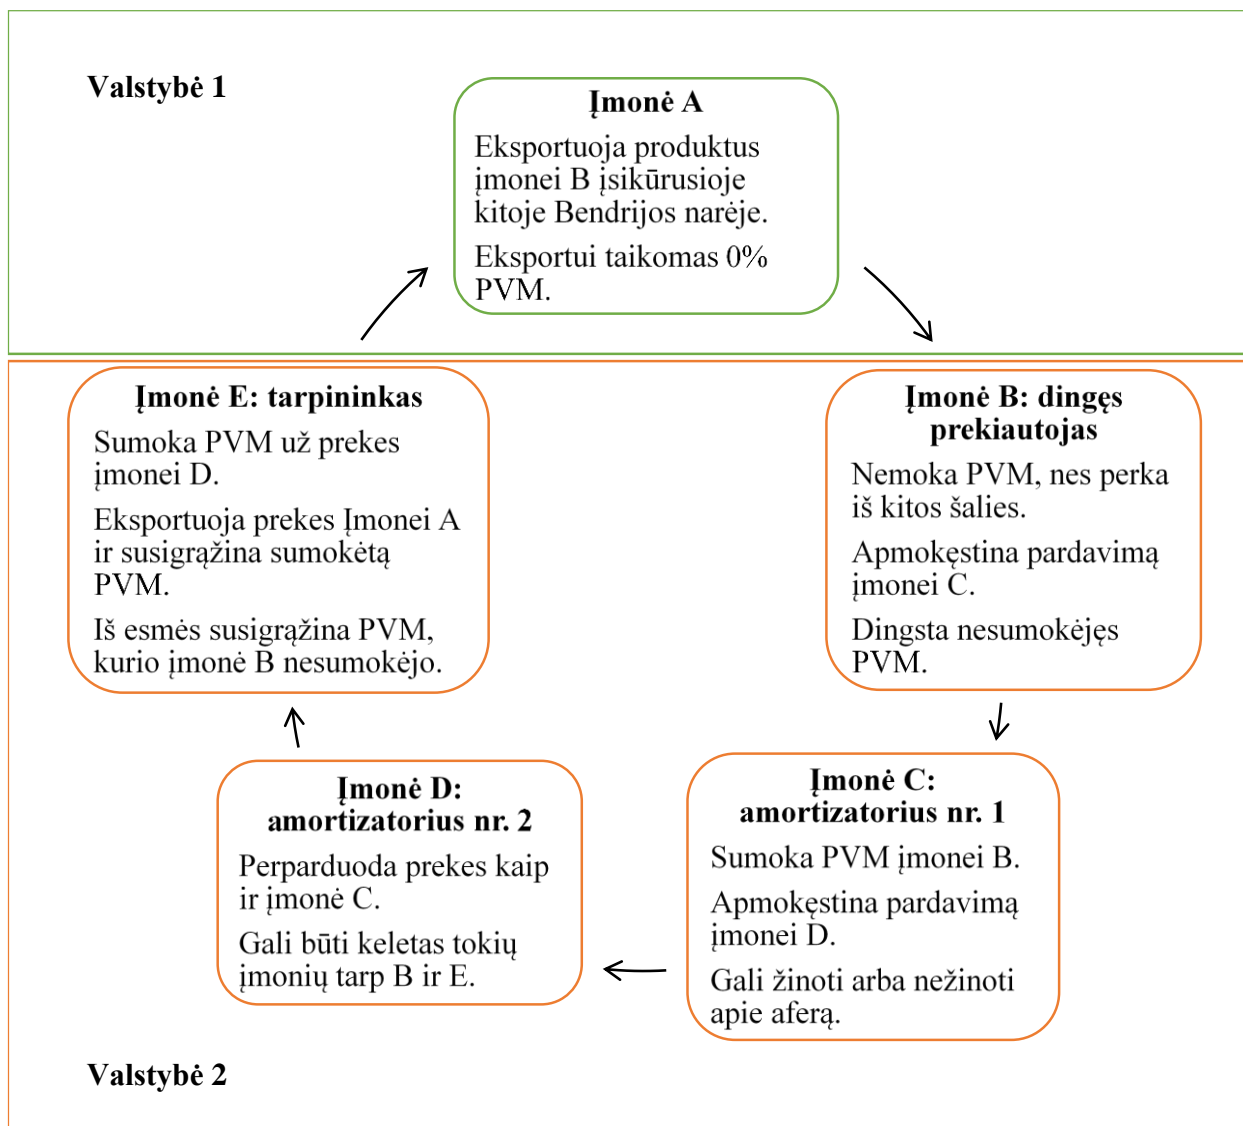 Valstybė 1
Įmonė A
Eksportuoja produktus
įmonei B įsikūrusioje
kitoje Bendrijos narėje.
Eksportui taikomas 0%
PVM.
Įmonė B: dingęs
prekiautojas
Nemoka PVM, nes perka
iš kitos šalies.
Apmokęstina pardavimą
įmonei C.
Dingsta nesumokėjęs
PVM.
Įmonė C:
amortizatorius nr. 1
Sumoka PVM įmonei B.
Apmokęstina pardavimą
įmonei D.
Gali žinoti arba nežinoti
apie aferą.
Įmonė D:
amortizatorius nr. 2
Perparduoda prekes kaip
ir įmonė C.
Gali būti keletas tokių
įmonių tarp B ir E.
Įmonė E: tarpininkas
Sumoka PVM už prekes
įmonei D.
Eksportuoja prekes Įmonei A
ir susigrąžina sumokėtą
PVM.
Iš esmės susigrąžina PVM,
kurio įmonė B nesumokėjo.
Valstybė 2